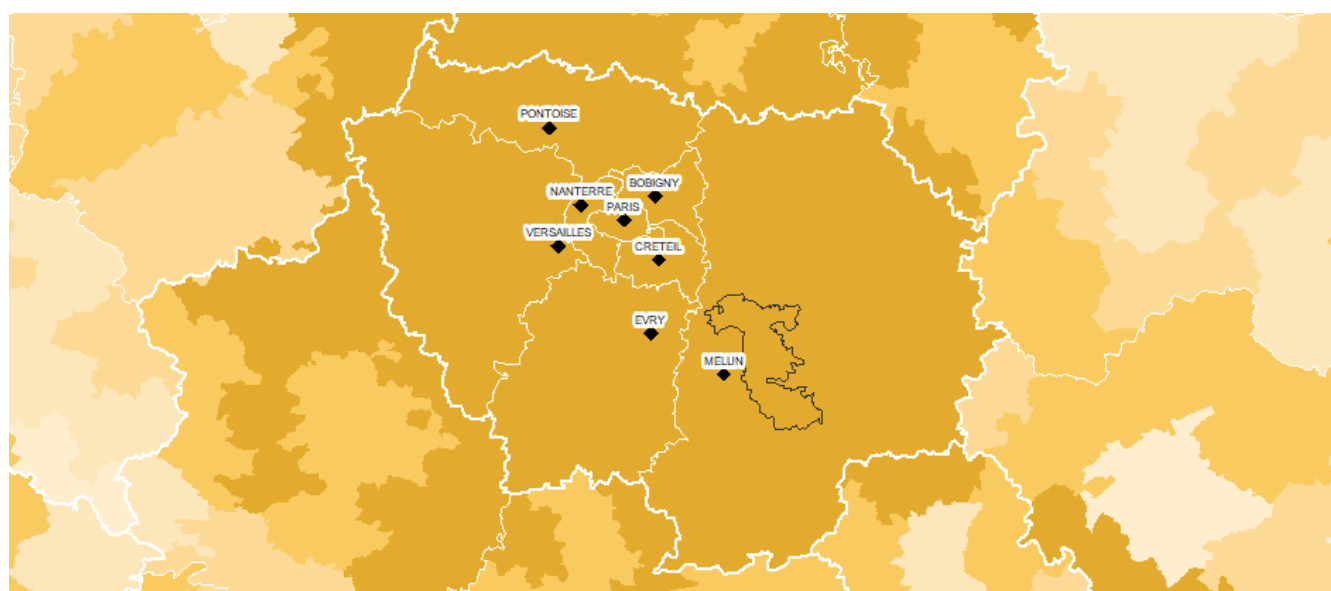 PONTOISE
BOBIGNY
NANTERRE
PARIS
VERSAILLES
CRETEIL
EVRY
MELUN